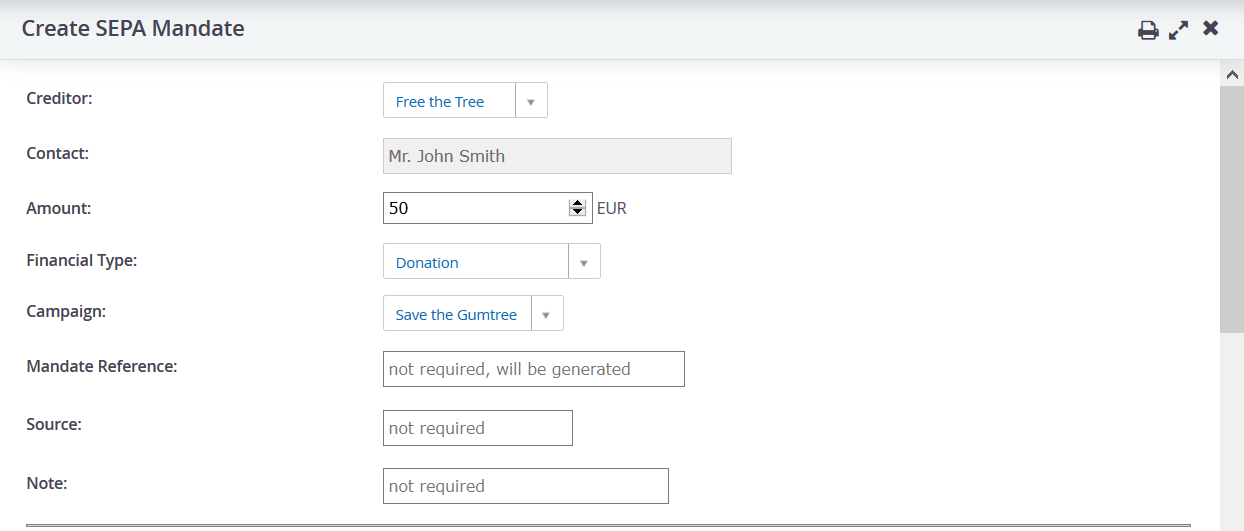 Create SEPA Mandate
Creditor: Free the Tree
Contact: Mr. John Smith
Amount: 50 EUR
Financial Type: Donation
Campaign: Save the Gumtree
Mandate Reference: not required, will be generated
Source: not required
Note: not required